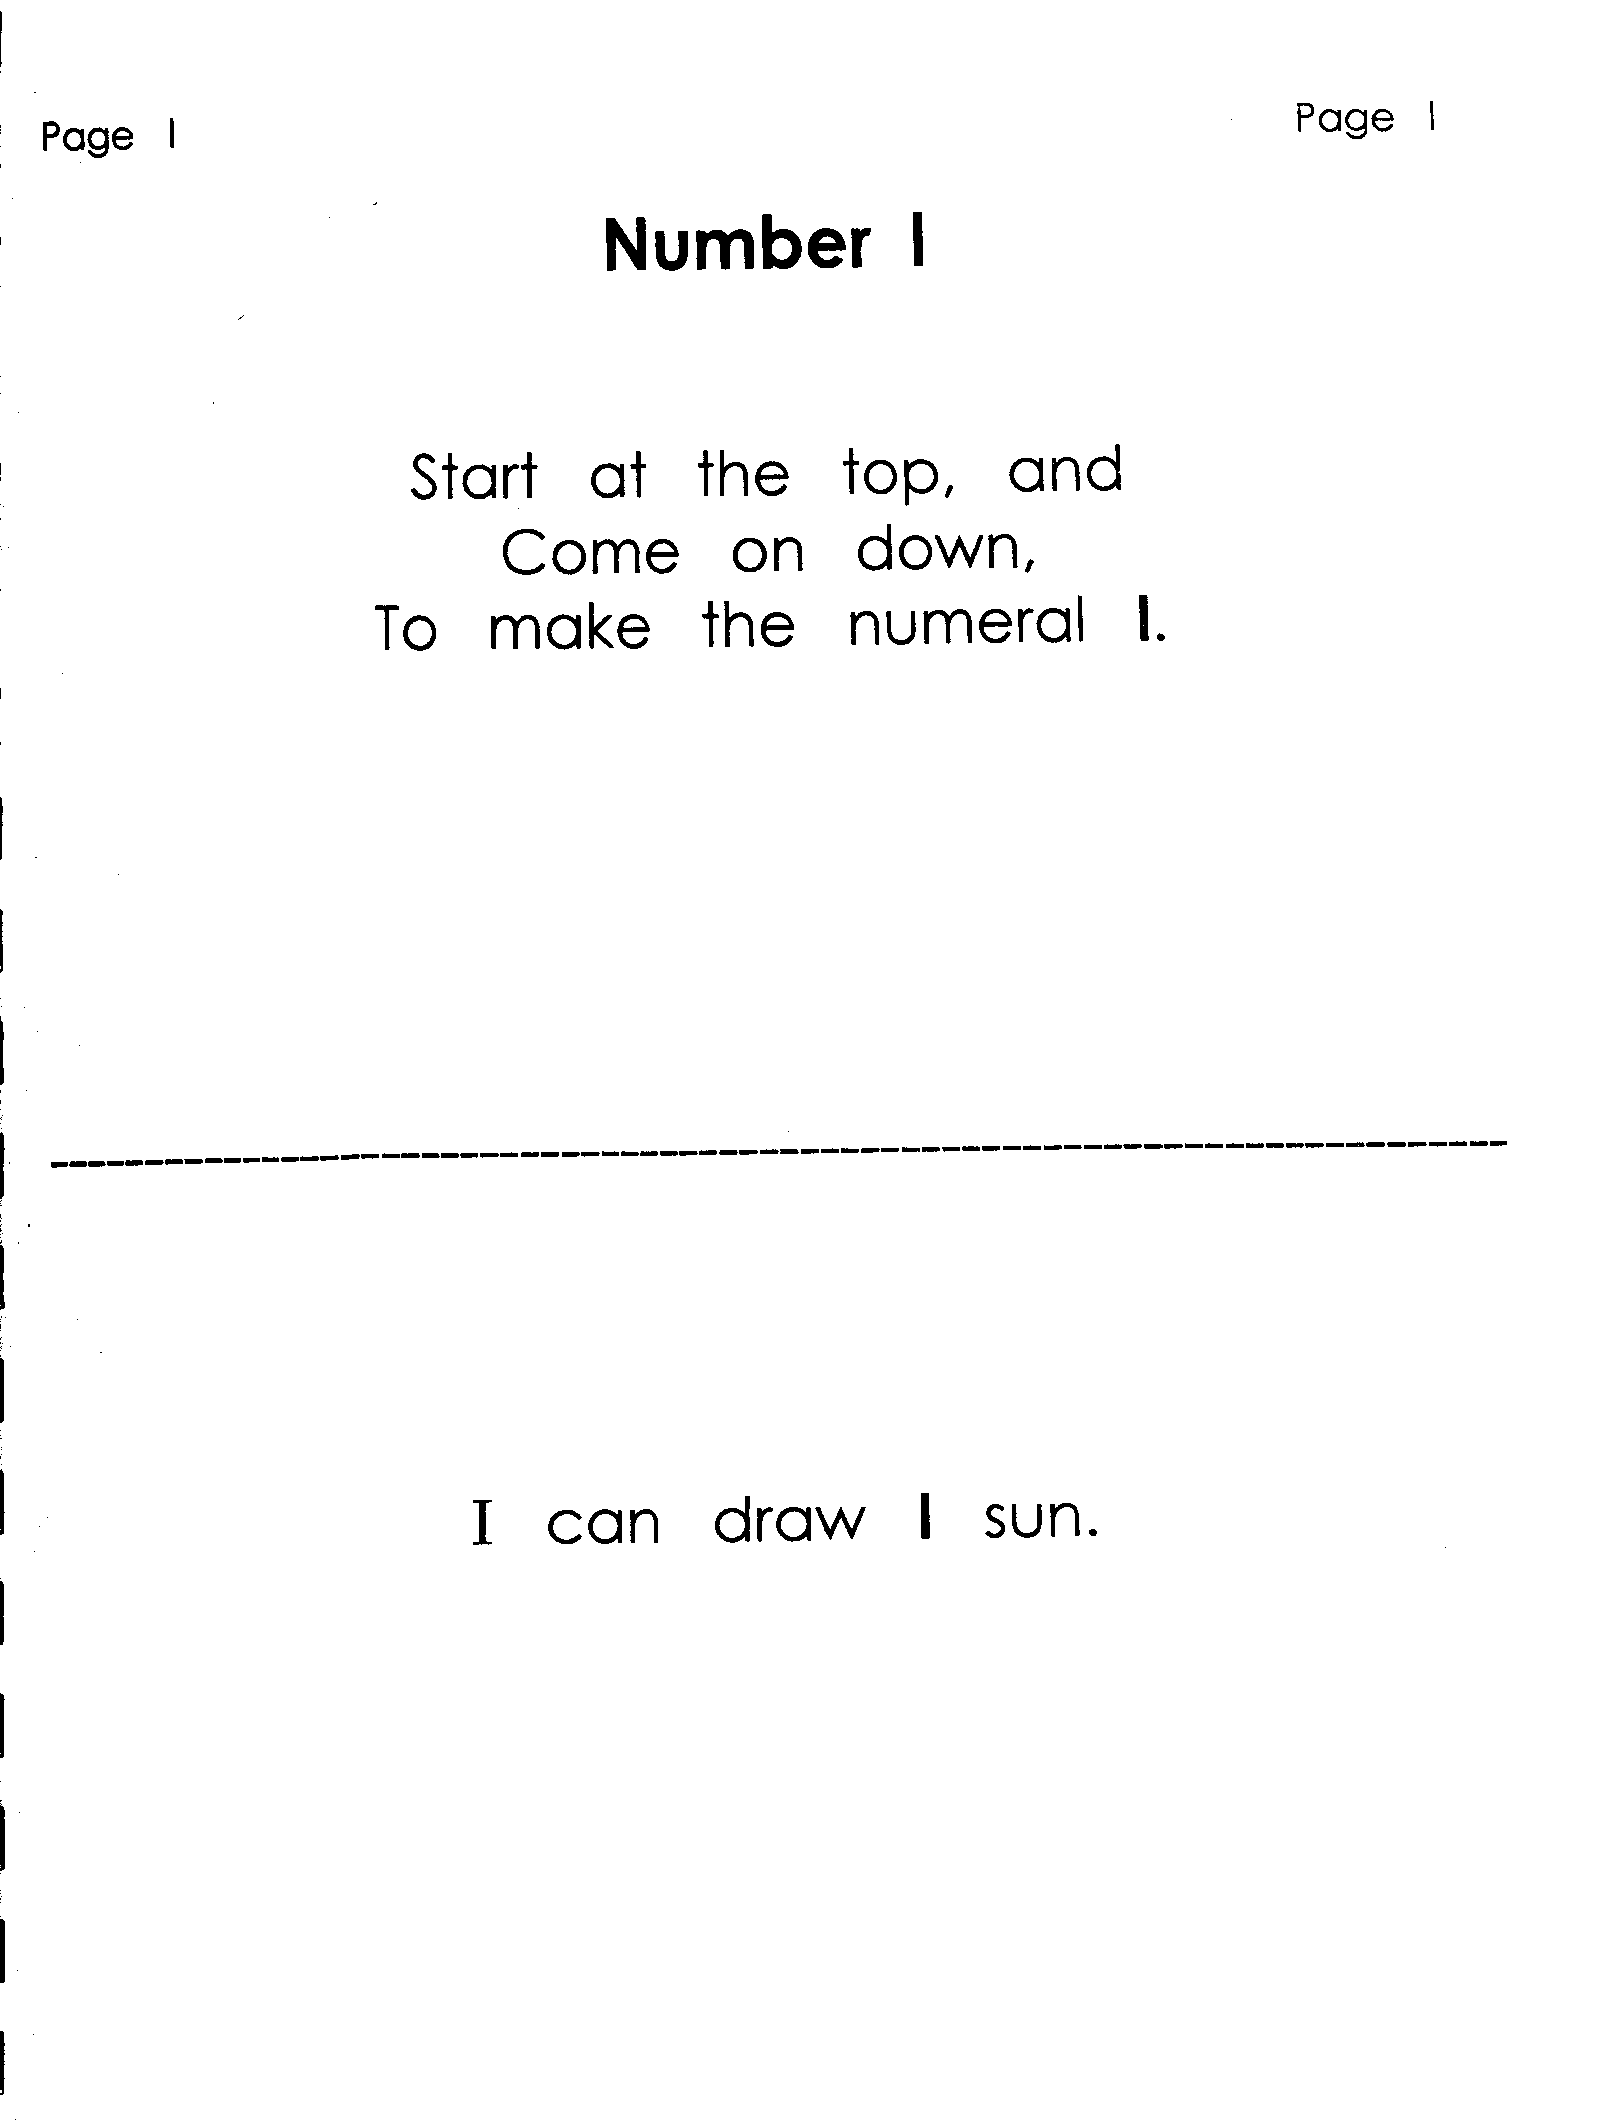 Page 1
Page 1
Number 1
Start at the top, and
Come on down,
To make the numeral 1.
I can draw 1 sun.